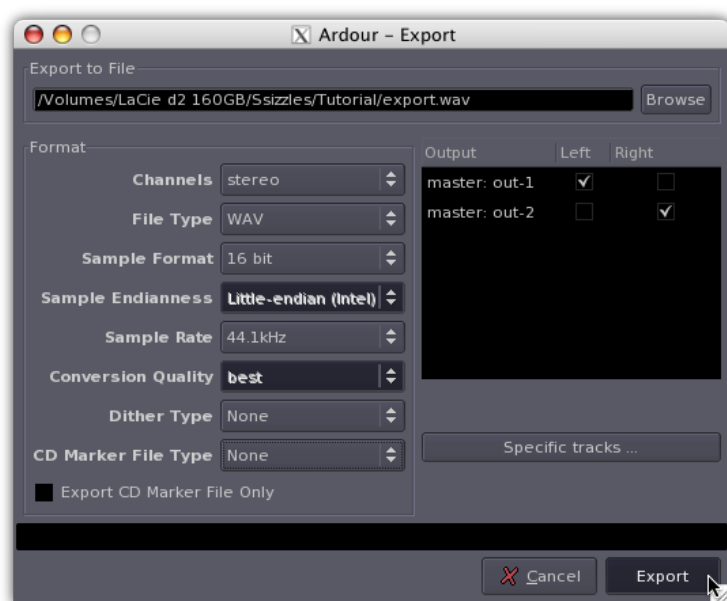 Ardour – Export
Export to File
/Volumes/LaCie d2 160GB/Ssizzles/Tutorial/export.wav
Browse
Format
Channels stereo
File Type WAV
Sample Format 16 bit
Sample Endianness Little-endian (Intel)
Sample Rate 44.1kHz
Conversion Quality best
Dither Type None
CD Marker File Type None
Export CD Marker File Only
Output Left Right
master: out-1
master: out-2
Specific tracks ...
Cancel
Export